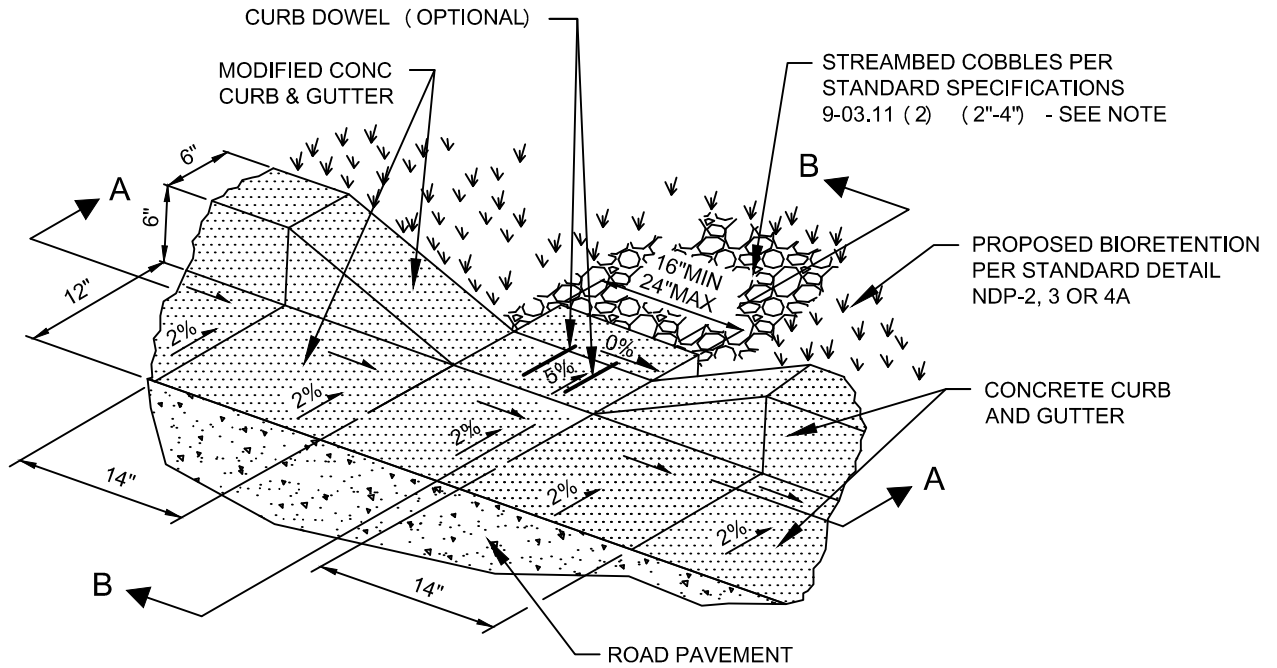 CURB DOWEL ( OPTIONAL)
MODIFIED CONC
CURB & GUTTER
STREAMBED COBBLES PER
STANDARD SPECIFICATIONS
9-03.11 ( 2) ( 2"-4") - SEE NOTE
6"
A
B
6"
16"MIN
24"MAX
PROPOSED BIORETENTION
PER STANDARD DETAIL
NDP-2, 3 OR 4A
12"
2%
0%
5%
2%
CONCRETE CURB
AND GUTTER
2%
14"
2%
A
2%
B
14"
ROAD PAVEMENT